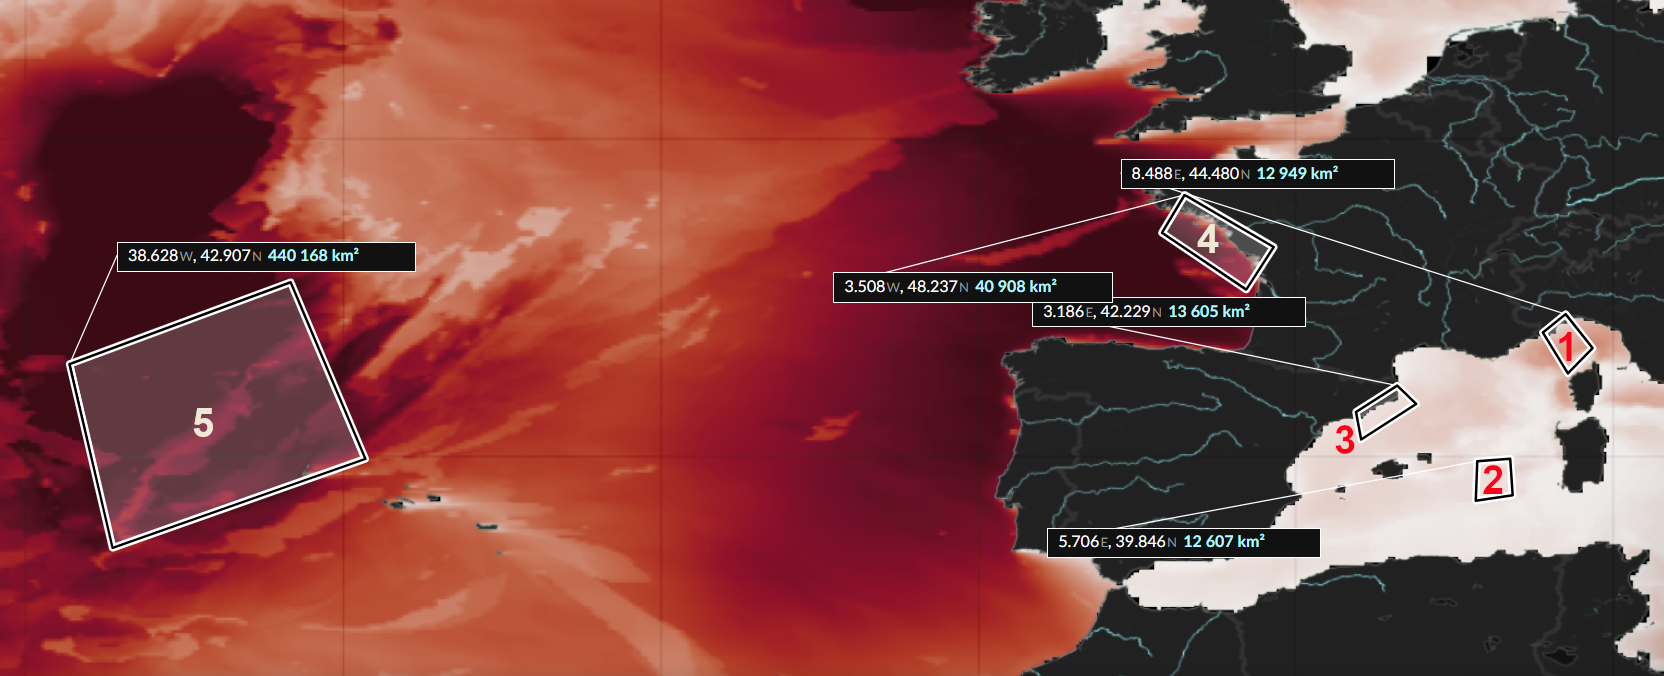 8.488E, 44.480N 12 949 km²
4
38.628W, 42.907N 440 168 km²
3.508W, 48.237N 40 908 km²
3.186E, 42.229N 13 605 km²
1
5
3
2
5.706E, 39.846N 12 607 km²